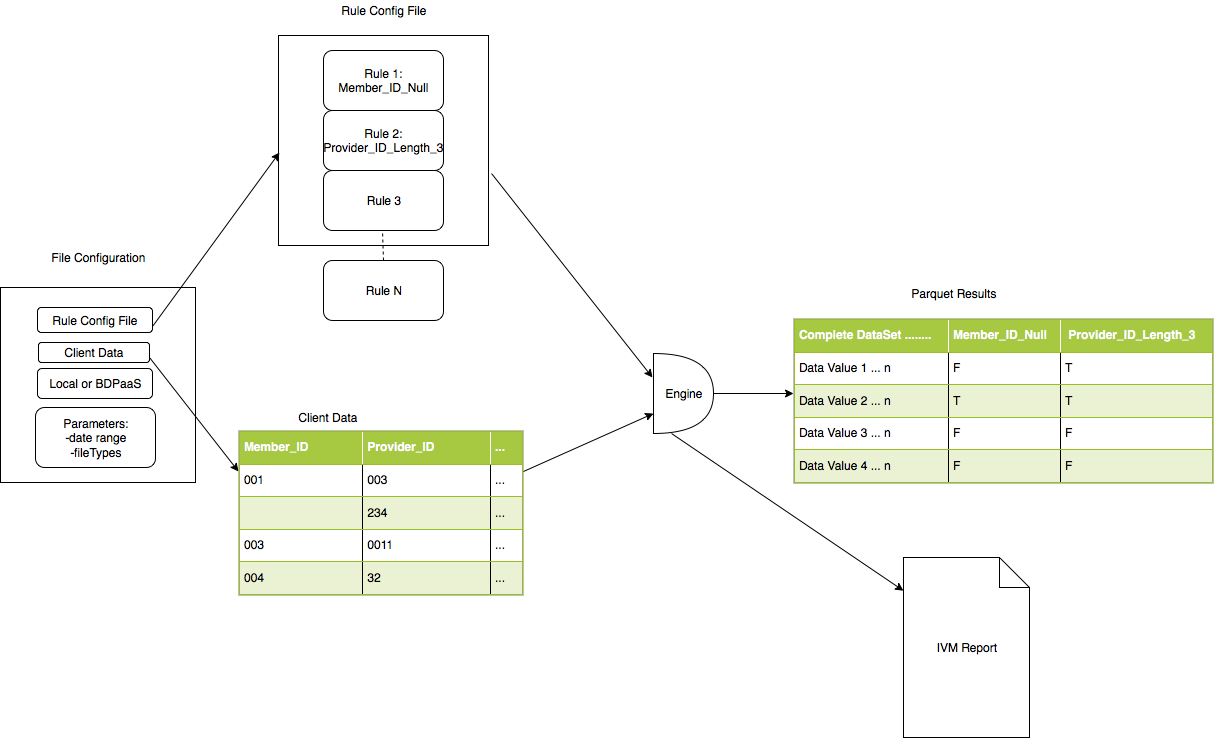 Rule Config File
Rule 1:
Member_ID_Null
Rule 2:
Provider_ID_Length_3
Rule 3
Rule N
File Configuration
Rule Config File
Client Data
Local or BDPaaS
Parameters:
-date range
-fileTypes
Client Data
Member_ID Provider_ID ...
001 003 ...
234 ...
003 0011 ...
004 32 ...
Engine
Parquet Results
Complete DataSet ........ Member_ID_Null Provider_ID_Length_3
Data Value 1 ... n F T
Data Value 2 ... n T T
Data Value 3 ... n F F
Data Value 4 ... n F F
IVM Report